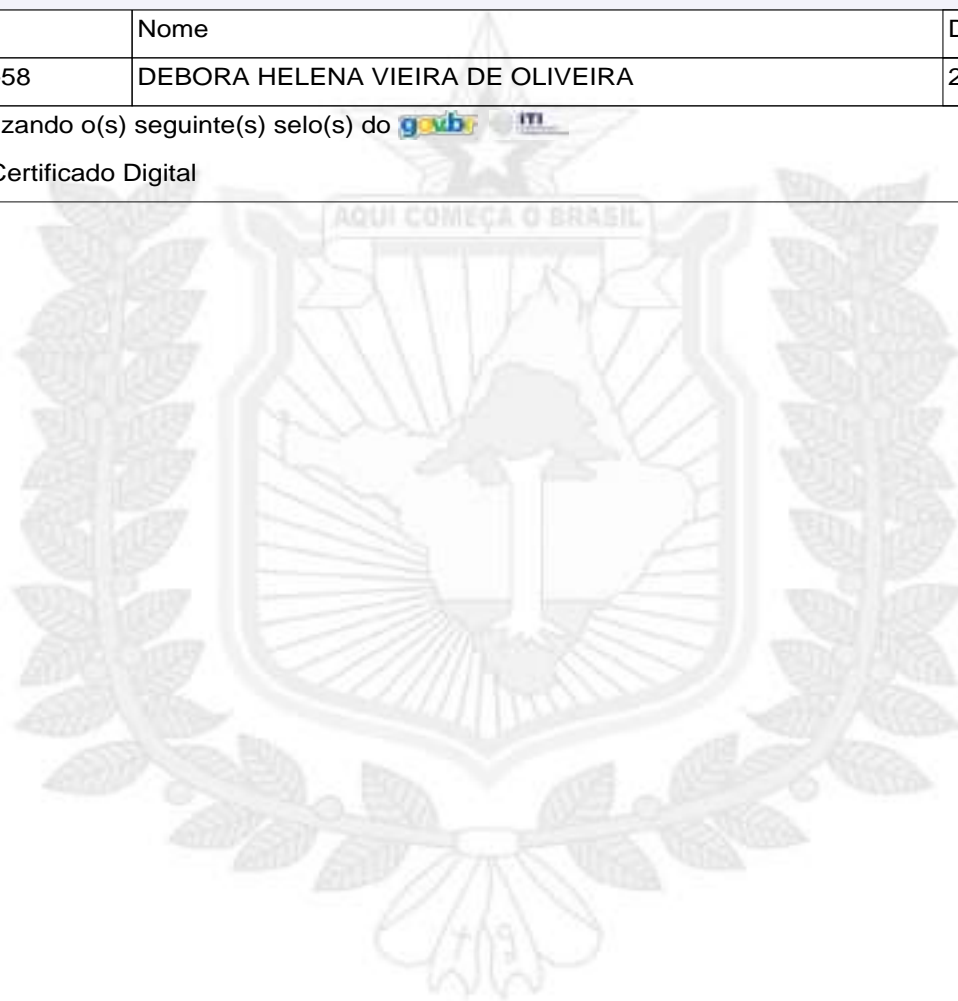 Nome D
58 DEBORA HELENA VIEIRA DE OLIVEIRA 2
zando o(s) seguinte(s) selo(s) do gov.br ITI
Certificado Digital
AQUI COMEÇA O BRASIL